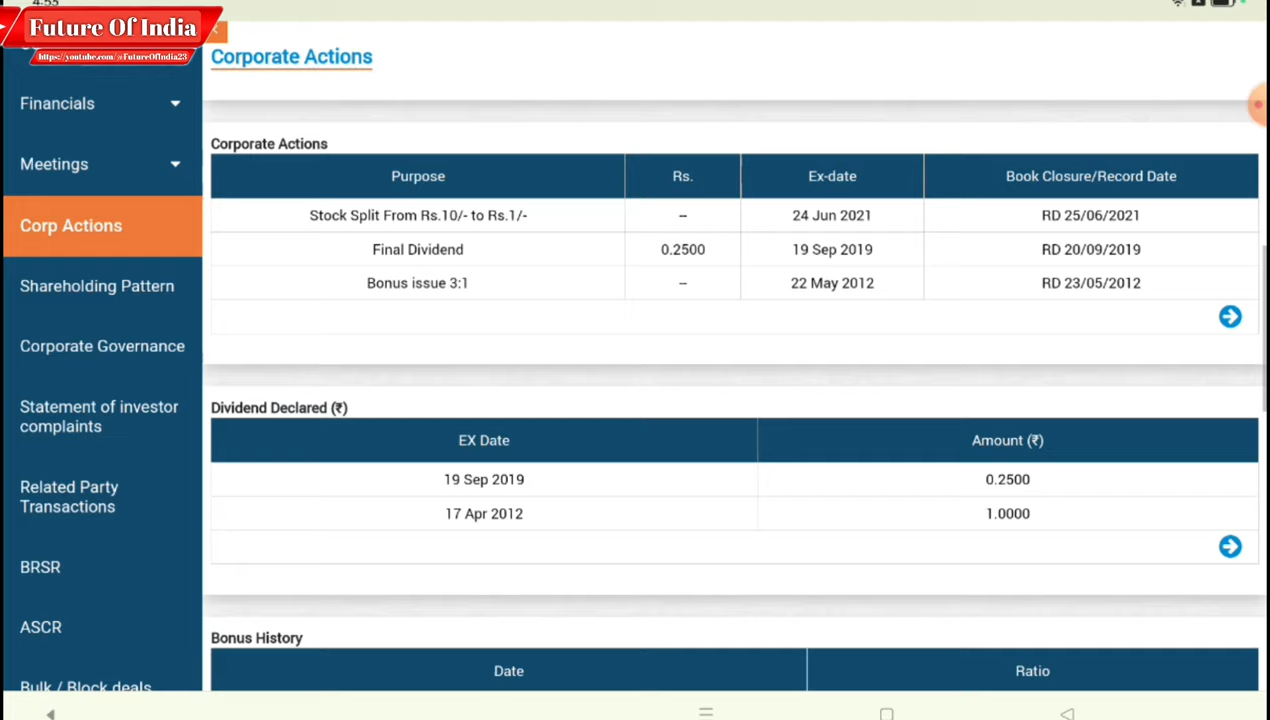 4:55
Future Of India
https://youtube.com/@FutureOfIndia23
Corporate Actions
Financials
Meetings
Corp Actions
Shareholding Pattern
Corporate Governance
Statement of investor
complaints
Related Party
Transactions
BRSR
ASCR
Bulk / Block deals
Corporate Actions
Purpose Rs. Ex-date Book Closure/Record Date
Stock Split From Rs.10/- to Rs.1/- -- 24 Jun 2021 RD 25/06/2021
Final Dividend 0.2500 19 Sep 2019 RD 20/09/2019
Bonus issue 3:1 -- 22 May 2012 RD 23/05/2012
Dividend Declared (₹)
EX Date Amount (₹)
19 Sep 2019 0.2500
17 Apr 2012 1.0000
Bonus History
Date Ratio